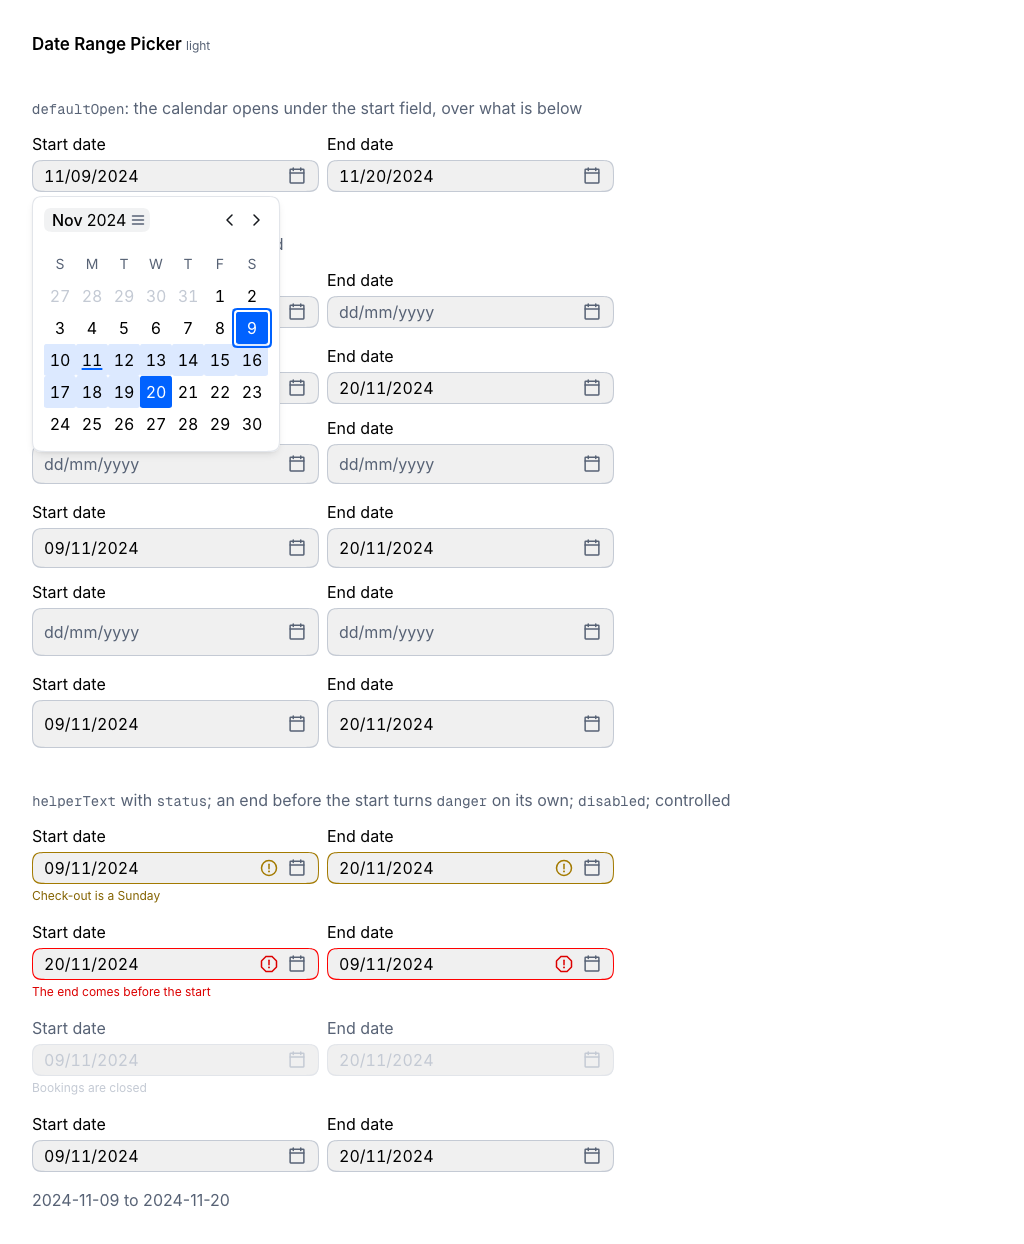 Date Range Picker light
defaultOpen: the calendar opens under the start field, over what is below
Start date End date
11/09/2024 11/20/2024
Nov 2024
S M T W T F S
27 28 29 30 31 1 2
3 4 5 6 7 8 9
10 11 12 13 14 15 16
17 18 19 20 21 22 23
24 25 26 27 28 29 30
End date
dd/mm/yyyy
End date
20/11/2024
End date
dd/mm/yyyy dd/mm/yyyy
Start date End date
09/11/2024 20/11/2024
Start date End date
dd/mm/yyyy dd/mm/yyyy
Start date End date
09/11/2024 20/11/2024
helperText with status; an end before the start turns danger on its own; disabled; controlled
Start date End date
09/11/2024 20/11/2024
Check-out is a Sunday
Start date End date
20/11/2024 09/11/2024
The end comes before the start
Start date End date
09/11/2024 20/11/2024
Bookings are closed
Start date End date
09/11/2024 20/11/2024
2024-11-09 to 2024-11-20